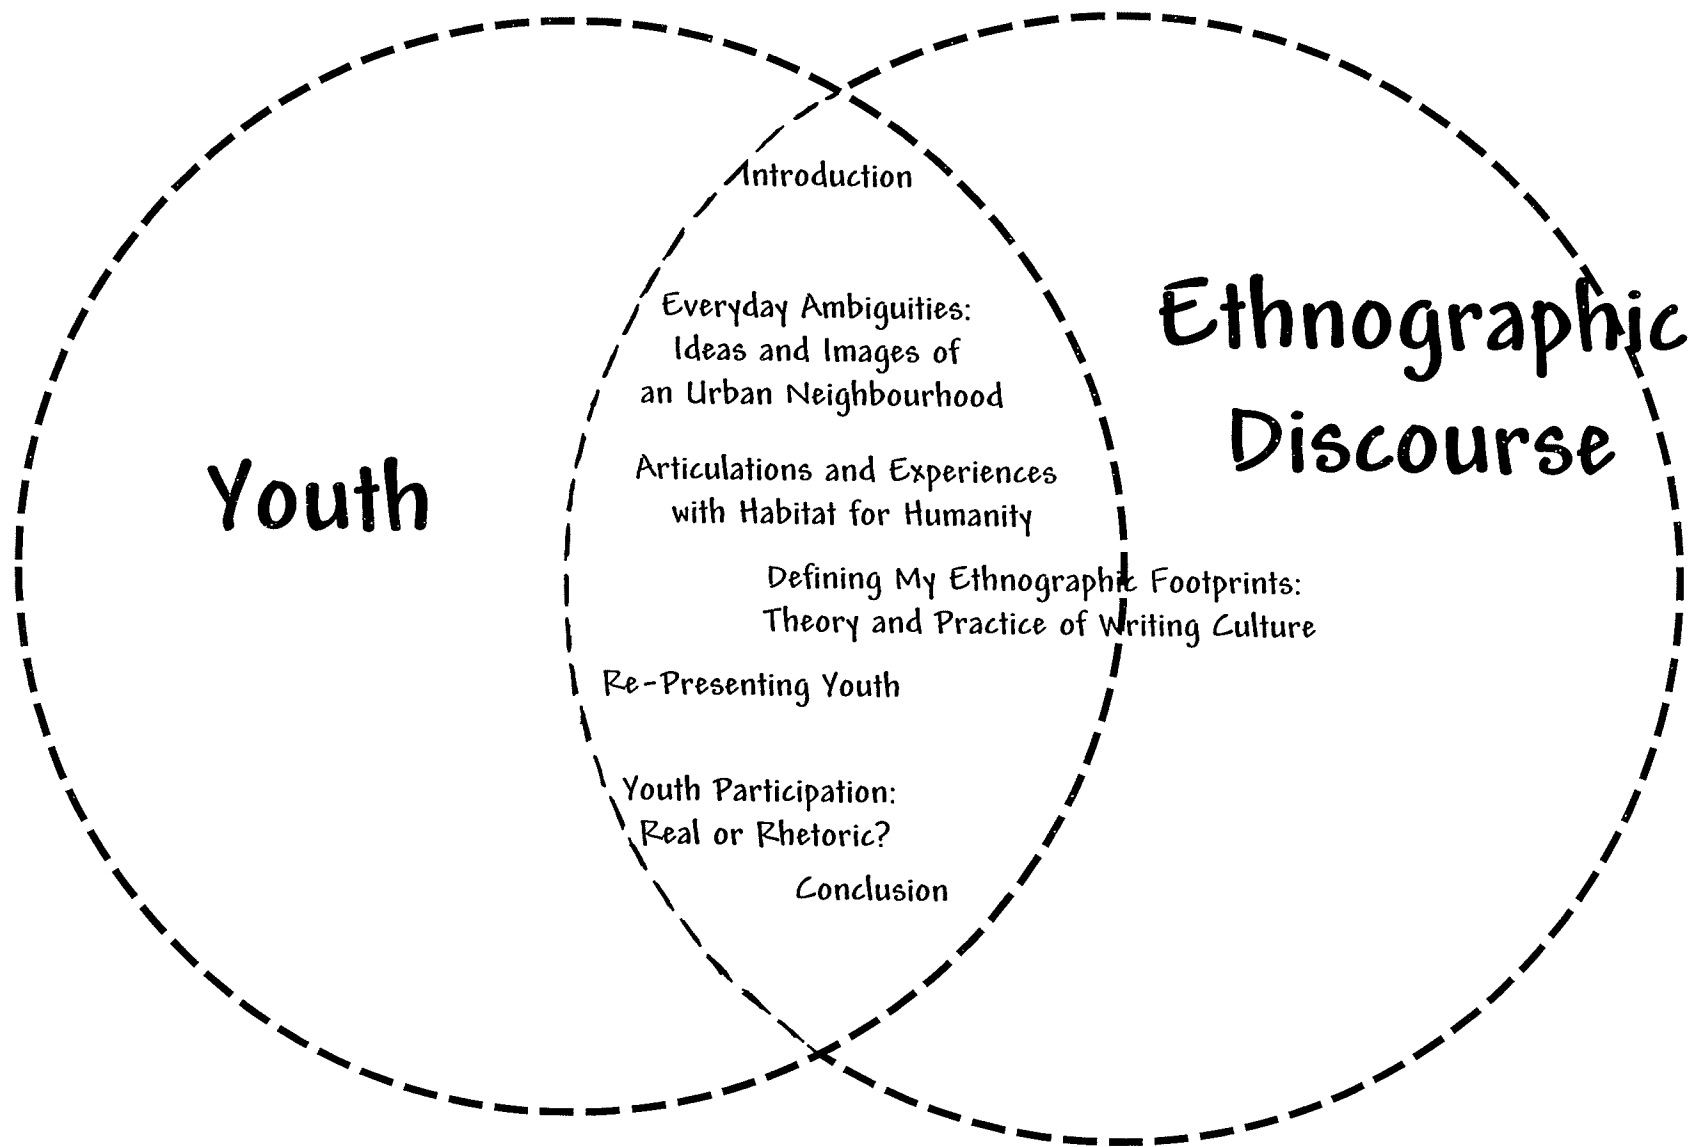 Introduction
Everyday Ambiguities:
Ideas and Images of
an Urban Neighbourhood
Ethnographic
Discourse
Youth
Articulations and Experiences
with Habitat for Humanity
Defining My Ethnographic Footprints:
Theory and Practice of Writing Culture
Re-Presenting Youth
Youth Participation:
Real or Rhetoric?
Conclusion